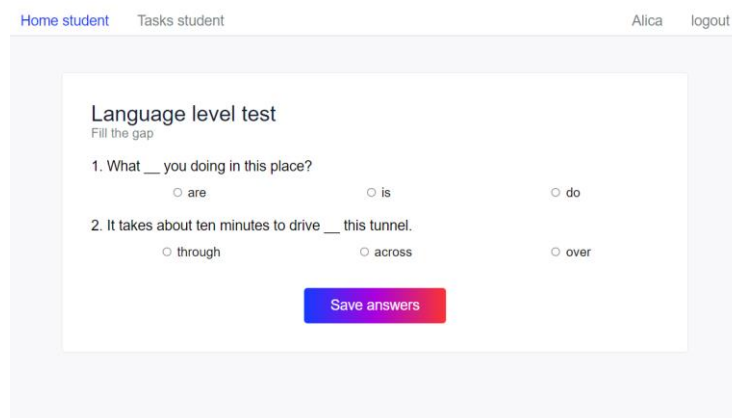 Home student Tasks student Alica logout
Language level test
Fill the gap
1. What __ you doing in this place?
are is do
2. It takes about ten minutes to drive __ this tunnel.
through across over
Save answers